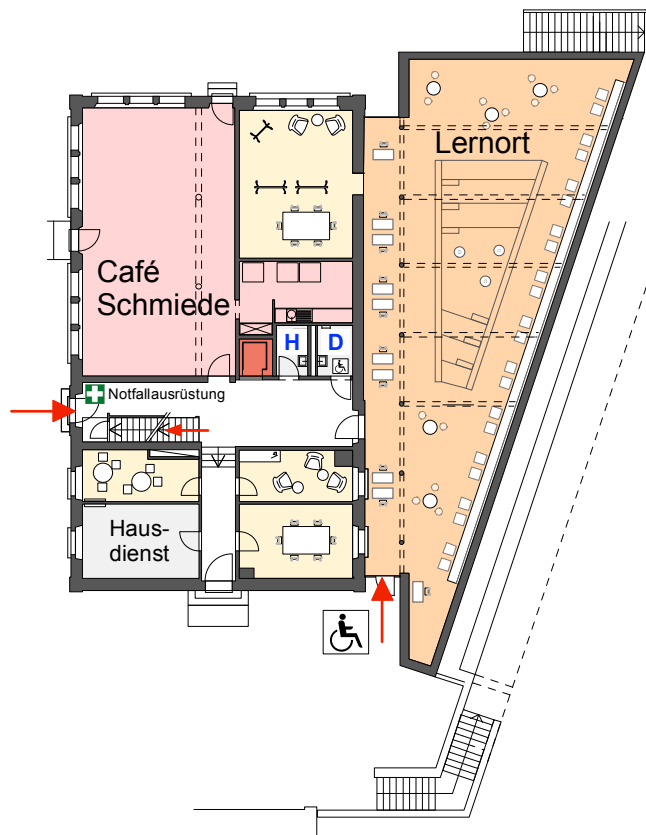 Lernort
Café
Schmiede
H
D
Notfallausrüstung
Haus-
dienst